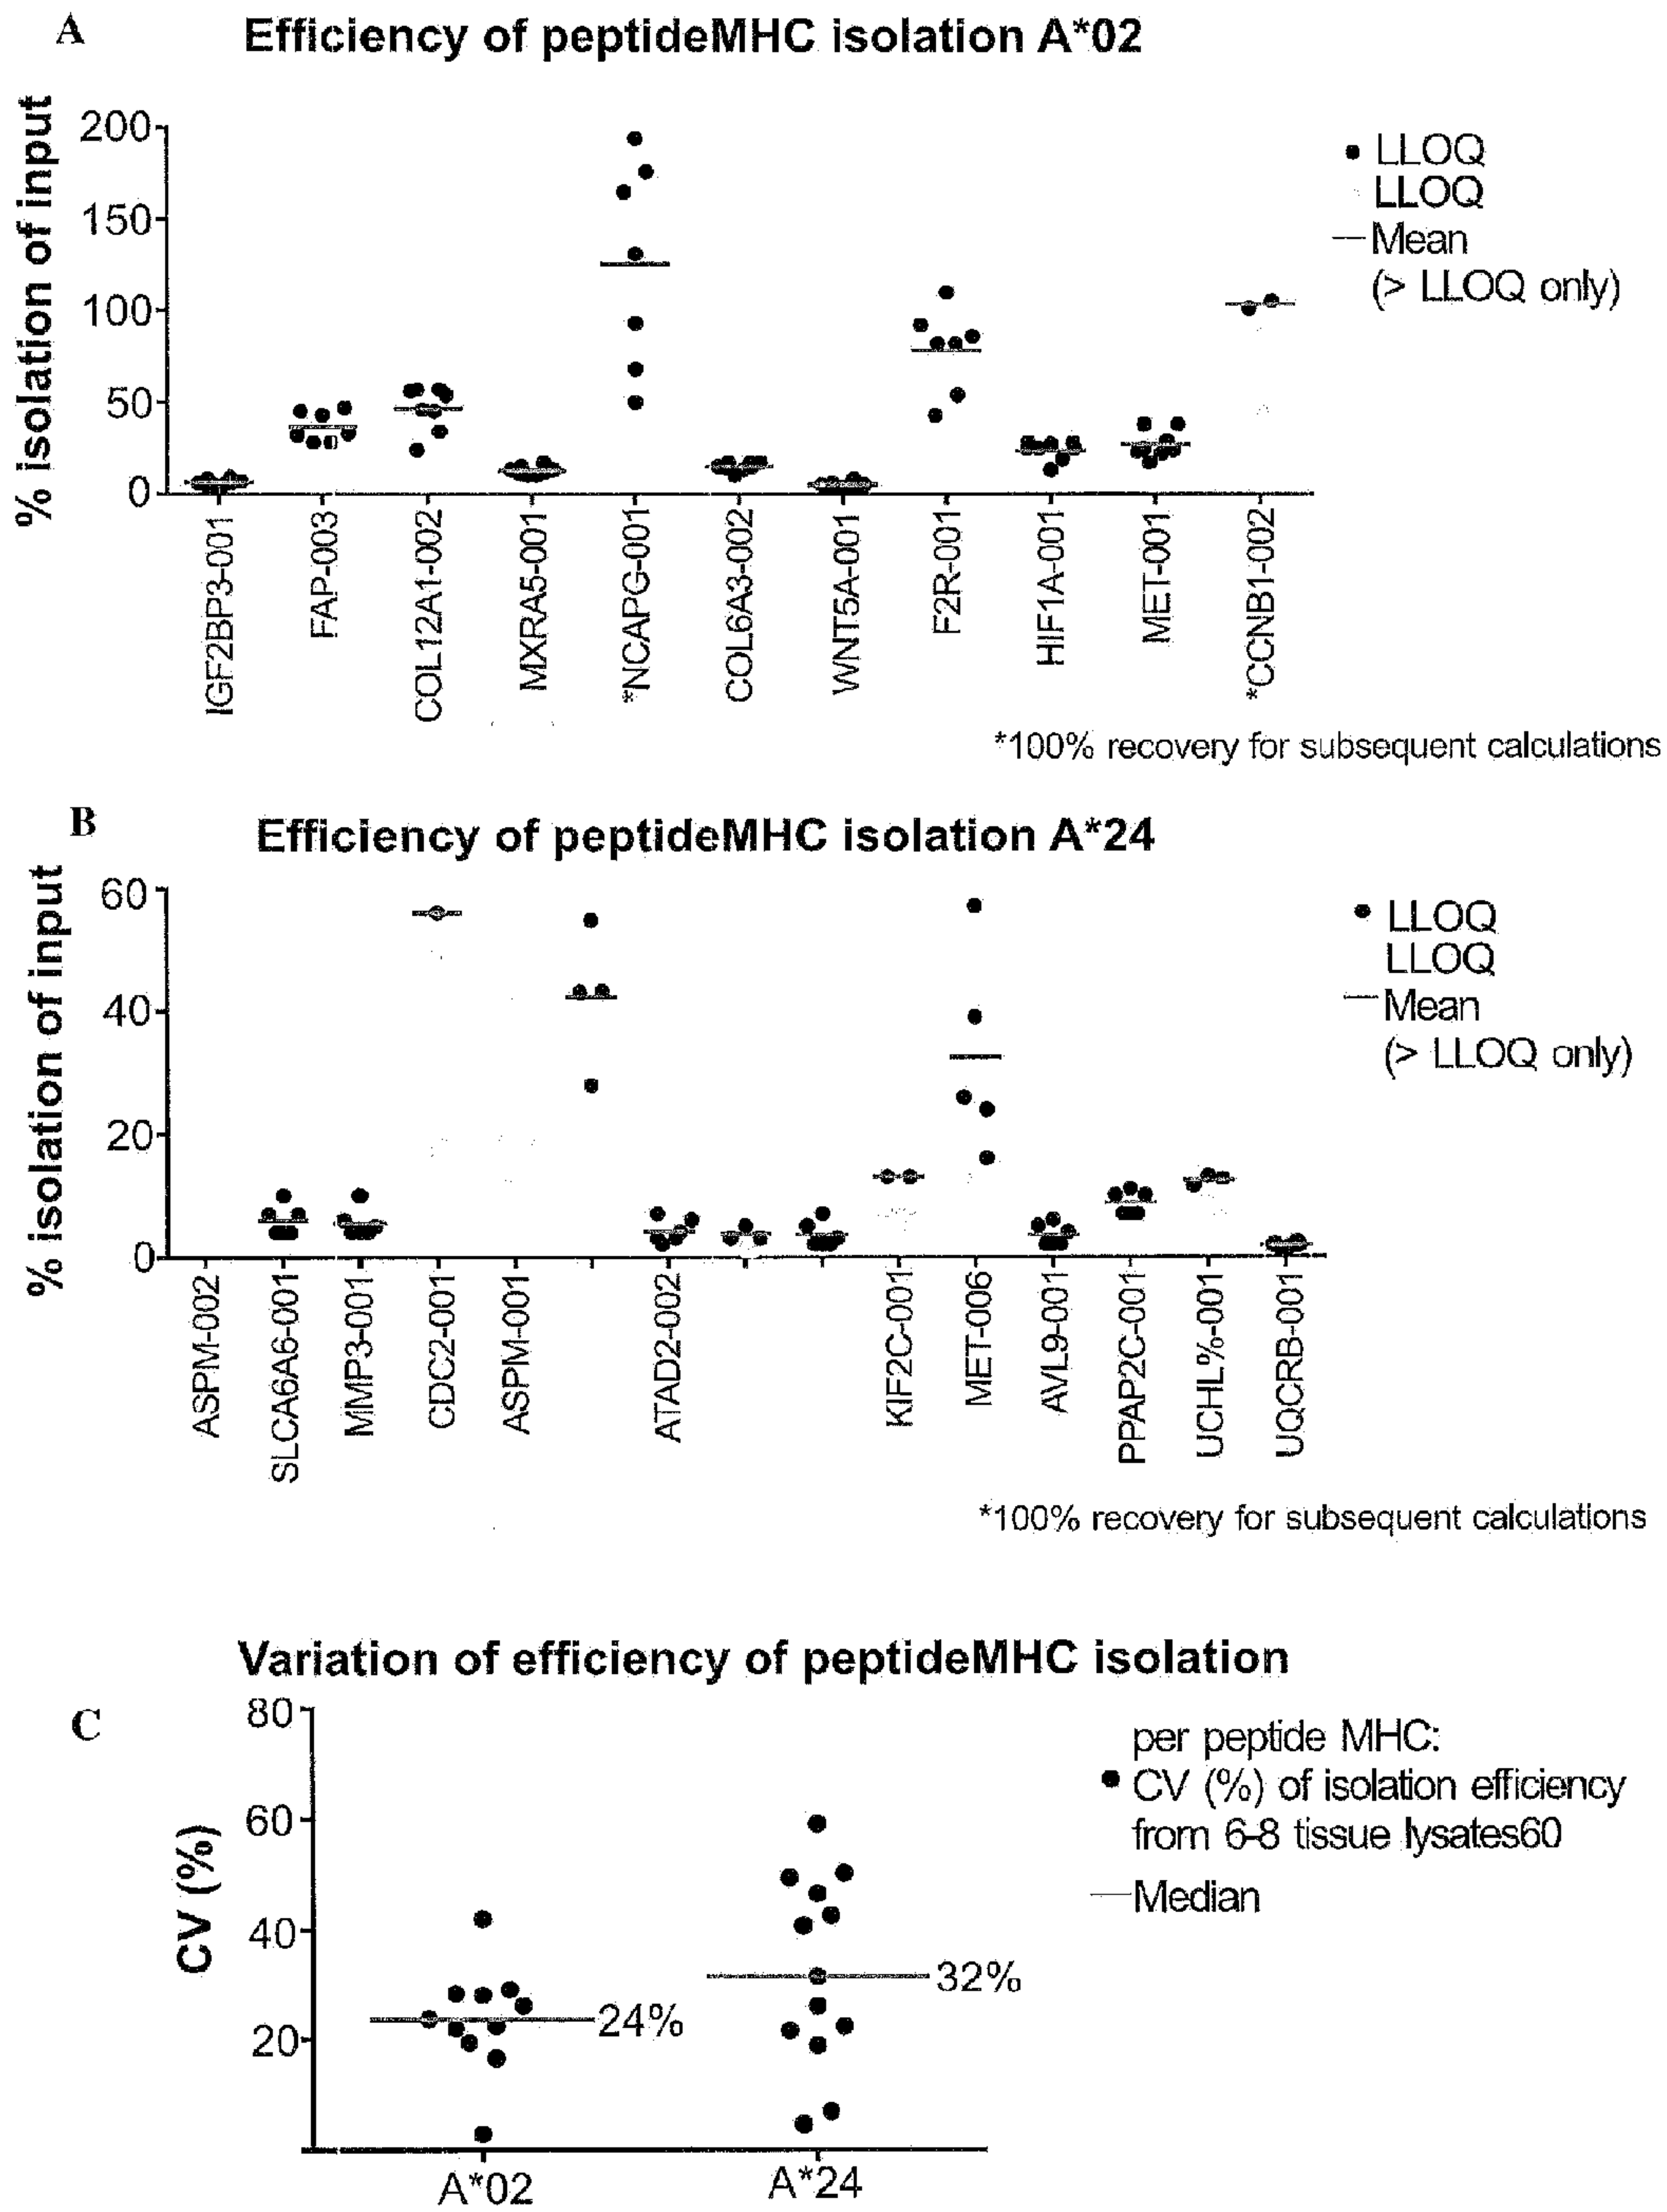 A
Efficiency of peptideMHC isolation A*02
% isolation of input
200
150
100
50
0
LLOQ
LLOQ
Mean
(> LLOQ only)
IGF2BP3-001
FAP-003
COL12A1-002
MXRA5-001
*NCAPG-001
COL6A3-002
WNT5A-001
F2R-001
HIF1A-001
MET-001
*CCNB1-002
*100% recovery for subsequent calculations
B
Efficiency of peptideMHC isolation A*24
% isolation of input
60
40
20
0
LLOQ
LLOQ
Mean
(> LLOQ only)
ASPM-002
SLCA6A6-001
MMP3-001
CDC2-001
ASPM-001
ATAD2-002
KIF2C-001
MET-006
AVL9-001
PPAP2C-001
UCHL%-001
UQCRB-001
*100% recovery for subsequent calculations
Variation of efficiency of peptideMHC isolation
C
CV (%)
80
60
40
20
24%
32%
A*02
A*24
per peptide MHC:
CV (%) of isolation efficiency
from 6-8 tissue lysates60
Median